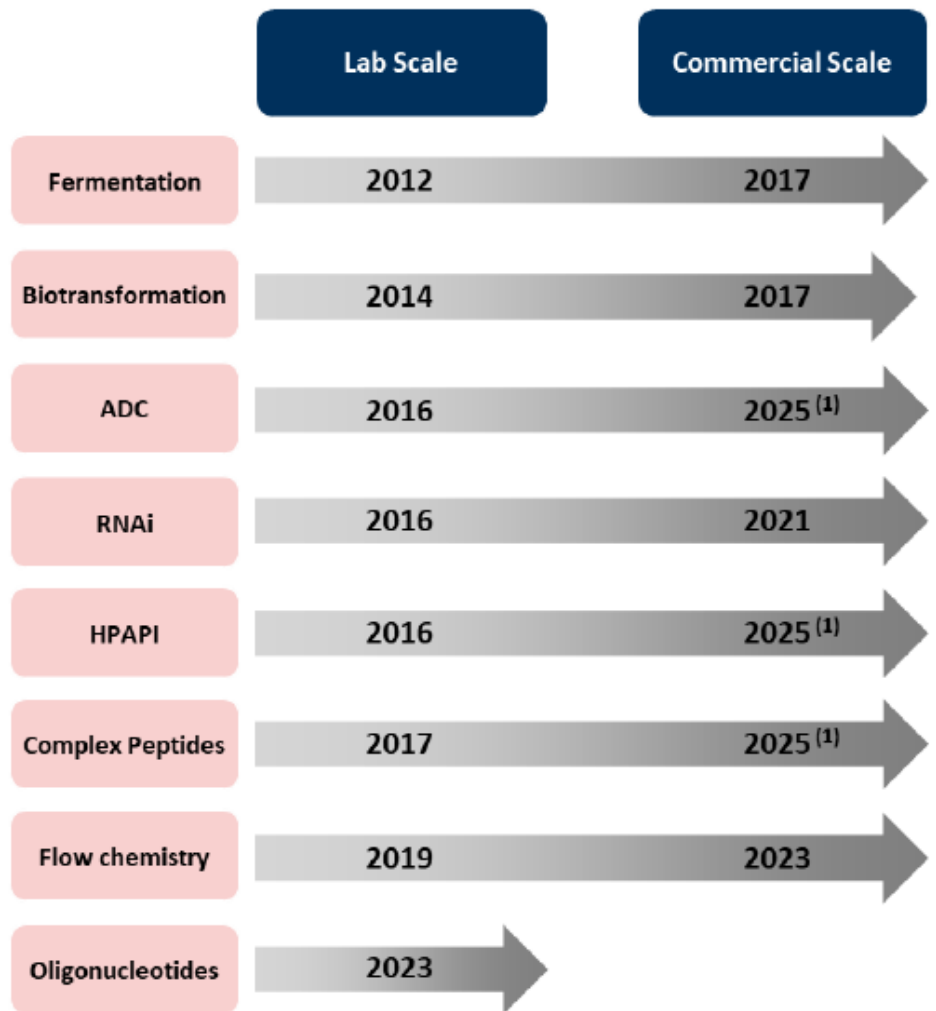 Lab Scale Commercial Scale
Fermentation 2012 2017
Biotransformation 2014 2017
ADC 2016 2025 (1)
RNAi 2016 2021
HPAPI 2016 2025 (1)
Complex Peptides 2017 2025 (1)
Flow chemistry 2019 2023
Oligonucleotides 2023